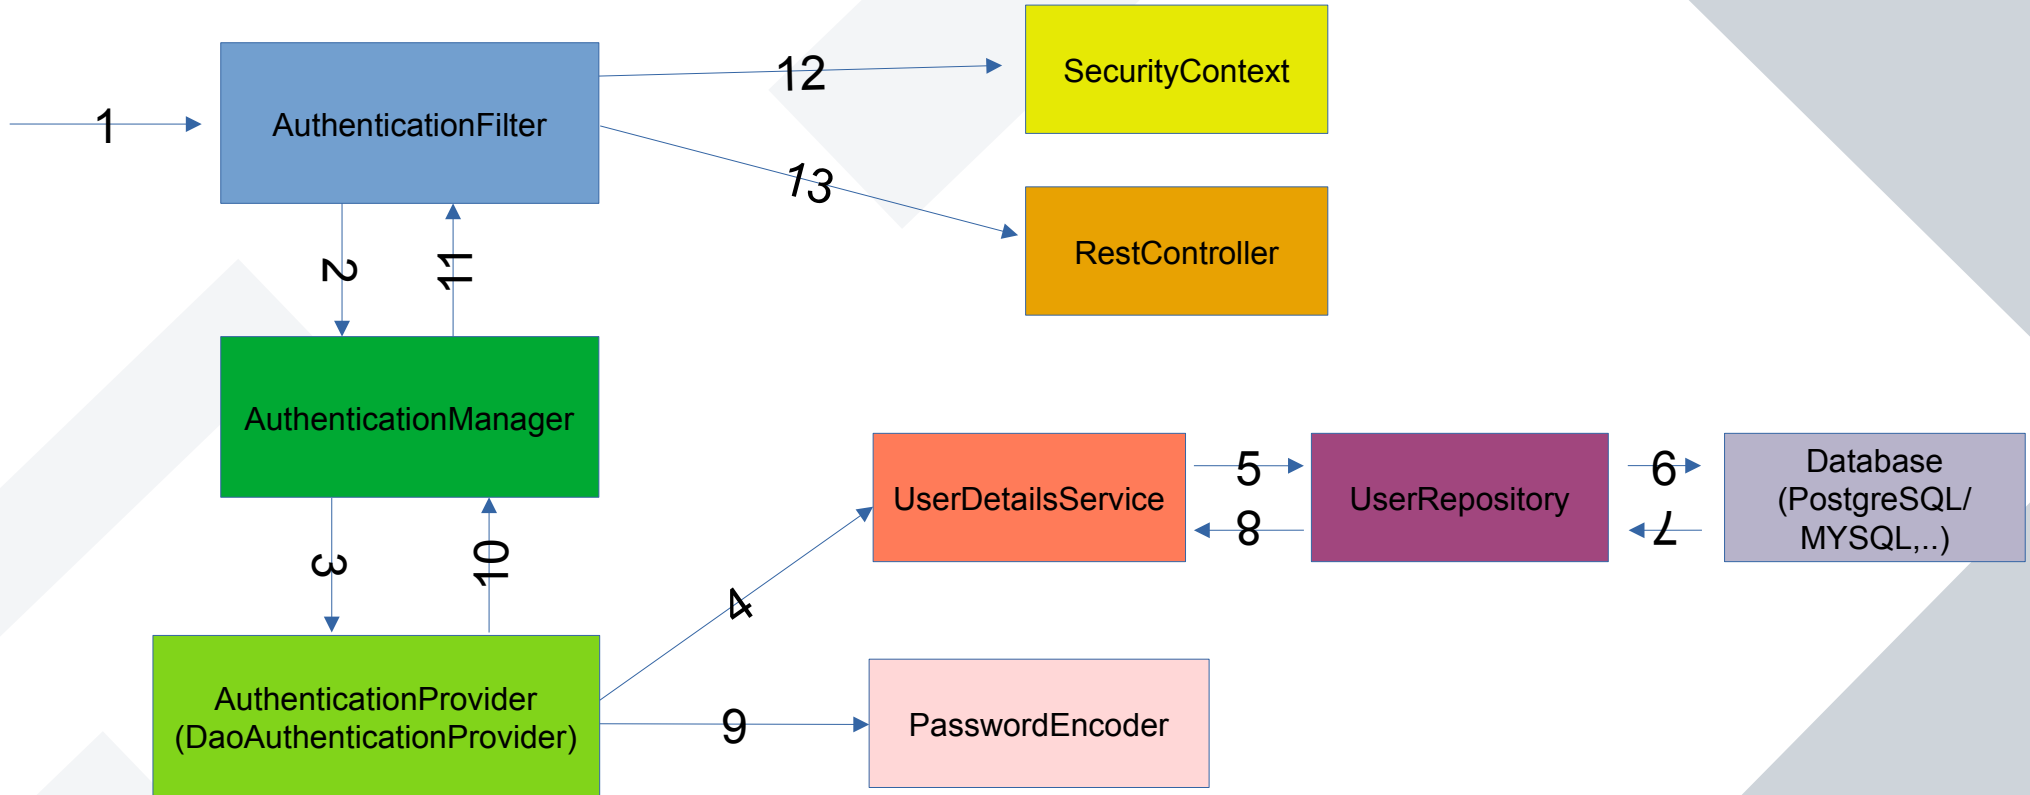 12
SecurityContext
1
AuthenticationFilter
13
RestController
2
11
AuthenticationManager
5
6
Database
(PostgreSQL/
MYSQL,..)
UserDetailsService
UserRepository
8
7
3
10
4
AuthenticationProvider
(DaoAuthenticationProvider)
9
PasswordEncoder